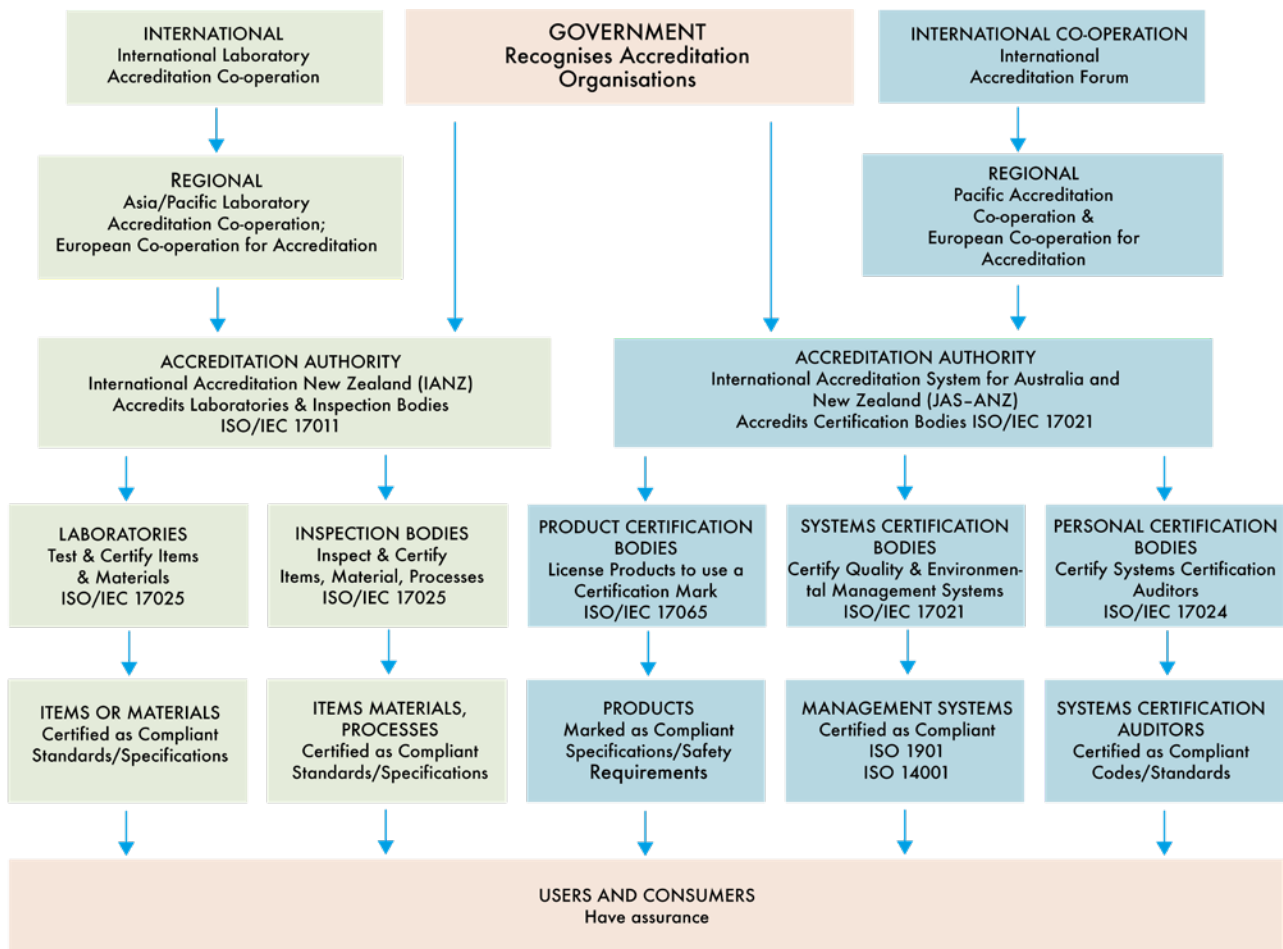 INTERNATIONAL
International Laboratory
Accreditation Co-operation
GOVERNMENT
Recognises Accreditation
Organisations
INTERNATIONAL CO-OPERATION
International
Accreditation Forum
REGIONAL
Asia/Pacific Laboratory
Accreditation Co-operation;
European Co-operation for Accreditation
REGIONAL
Pacific Accreditation
Co-operation &
European Co-operation for
Accreditation
ACCREDITATION AUTHORITY
International Accreditation New Zealand (IANZ)
Accredits Laboratories & Inspection Bodies
ISO/IEC 17011
ACCREDITATION AUTHORITY
International Accreditation System for Australia and
New Zealand (JAS–ANZ)
Accredits Certification Bodies ISO/IEC 17021
LABORATORIES
Test & Certify Items
& Materials
ISO/IEC 17025
INSPECTION BODIES
Inspect & Certify
Items, Material, Processes
ISO/IEC 17025
PRODUCT CERTIFICATION
BODIES
License Products to use a
Certification Mark
ISO/IEC 17065
SYSTEMS CERTIFICATION
BODIES
Certify Quality & Environmen-
tal Management Systems
ISO/IEC 17021
PERSONAL CERTIFICATION
BODIES
Certify Systems Certification
Auditors
ISO/IEC 17024
ITEMS OR MATERIALS
Certified as Compliant
Standards/Specifications
ITEMS MATERIALS,
PROCESSES
Certified as Compliant
Standards/Specifications
PRODUCTS
Marked as Compliant
Specifications/Safety
Requirements
MANAGEMENT SYSTEMS
Certified as Compliant
ISO 1901
ISO 14001
SYSTEMS CERTIFICATION
AUDITORS
Certified as Compliant
Codes/Standards
USERS AND CONSUMERS
Have assurance